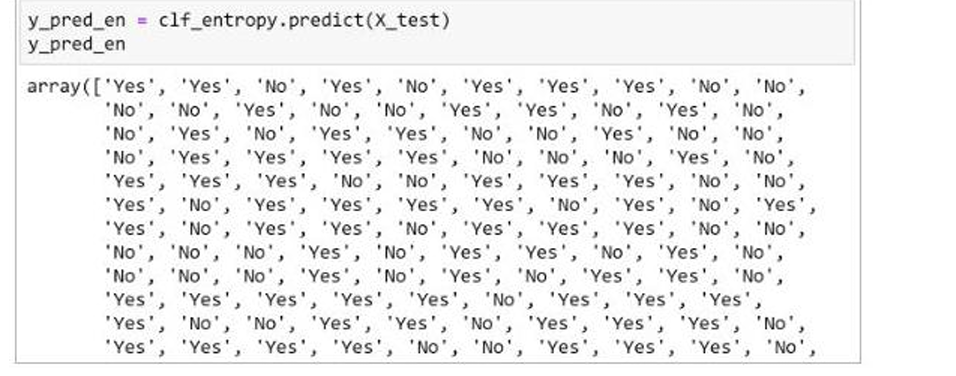 y_pred_en = clf_entropy.predict(X_test)
y_pred_en
array(['Yes', 'Yes', 'No', 'Yes', 'No', 'Yes', 'Yes', 'Yes', 'No', 'No',
'No', 'No', 'Yes', 'No', 'No', 'Yes', 'Yes', 'No', 'Yes', 'No',
'No', 'Yes', 'No', 'Yes', 'Yes', 'No', 'No', 'Yes', 'No', 'No',
'No', 'Yes', 'Yes', 'Yes', 'Yes', 'No', 'No', 'No', 'Yes', 'No',
'Yes', 'Yes', 'Yes', 'No', 'No', 'Yes', 'Yes', 'Yes', 'No', 'No',
'Yes', 'No', 'Yes', 'Yes', 'Yes', 'Yes', 'No', 'Yes', 'No', 'Yes',
'Yes', 'No', 'Yes', 'Yes', 'No', 'Yes', 'Yes', 'Yes', 'No', 'No',
'No', 'No', 'No', 'Yes', 'No', 'Yes', 'Yes', 'No', 'Yes', 'No',
'No', 'No', 'No', 'Yes', 'No', 'Yes', 'No', 'Yes', 'Yes', 'No',
'Yes', 'Yes', 'Yes', 'Yes', 'Yes', 'No', 'Yes', 'Yes', 'Yes',
'Yes', 'No', 'No', 'Yes', 'Yes', 'No', 'Yes', 'Yes', 'Yes', 'No',
'Yes', 'Yes', 'Yes', 'Yes', 'No', 'No', 'Yes', 'Yes', 'Yes', 'No',